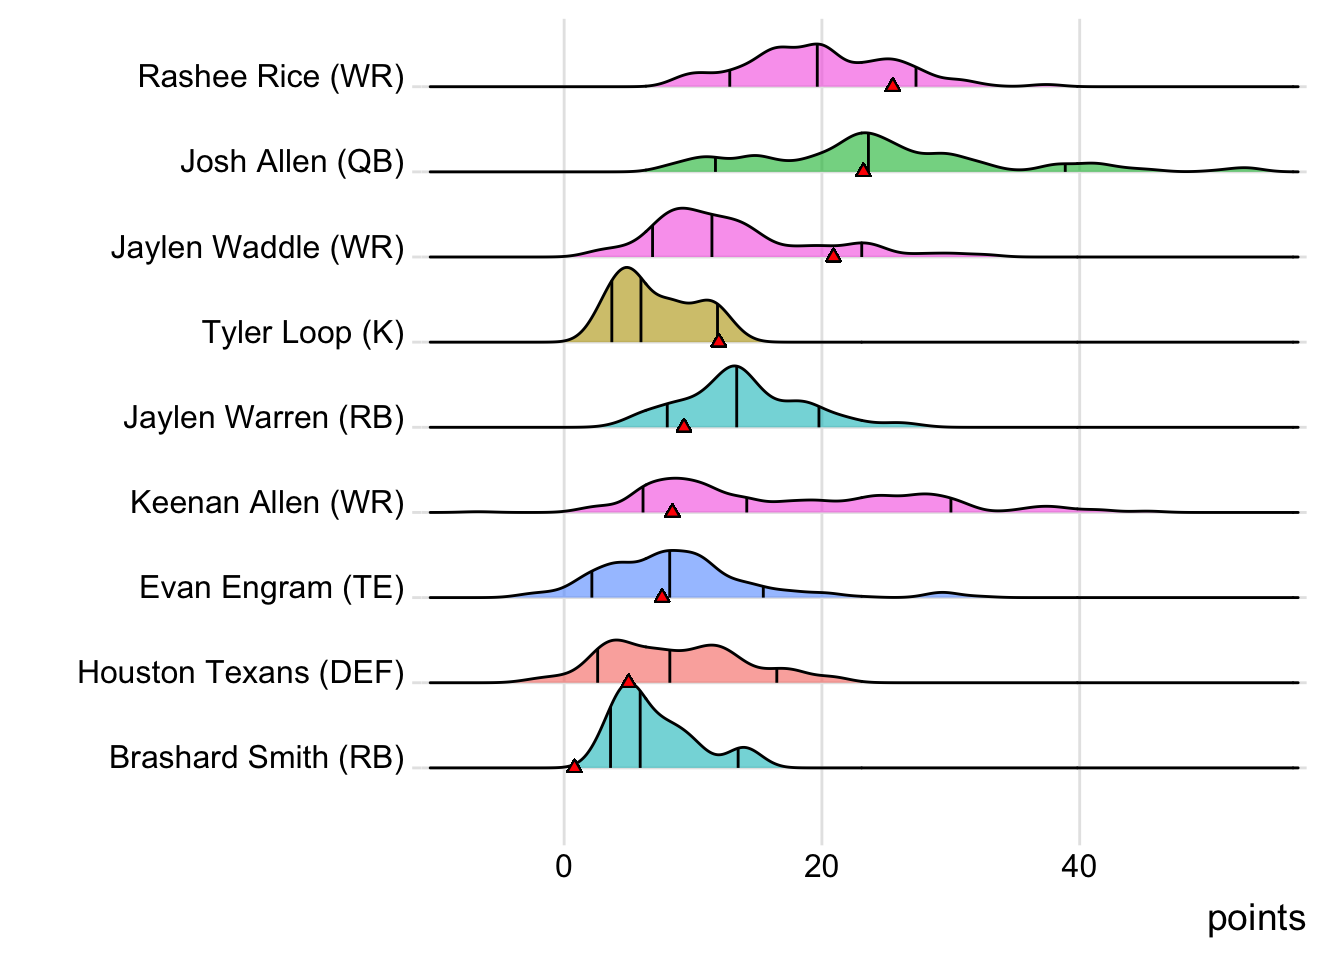 Rashee Rice (WR)
Josh Allen (QB)
Jaylen Waddle (WR)
Tyler Loop (K)
Jaylen Warren (RB)
Keenan Allen (WR)
Evan Engram (TE)
Houston Texans (DEF)
Brashard Smith (RB)
0 20 40
points